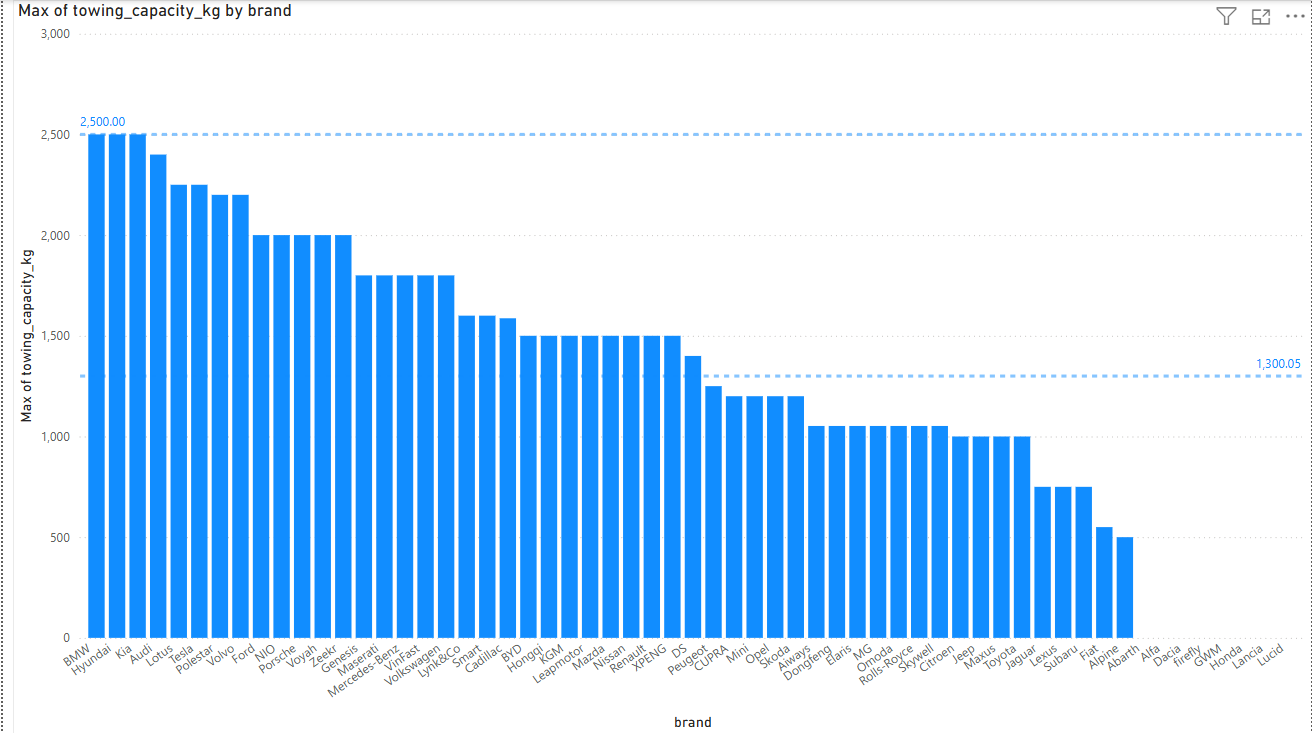 Max of towing_capacity_kg by brand
3,000
2,500.00
2,500
2,000
1,500
1,300.05
1,000
500
0
Max of towing_capacity_kg
BMW
Hyundai
Kia
Audi
Lotus
Tesla
Polestar
Volvo
Ford
NIO
Porsche
Voyah
Zeekr
Genesis
Maserati
Mercedes-Benz
VinFast
Volkswagen
Lynk&Co
Smart
Cadillac
BYD
Hongqi
KGM
Leapmotor
Mazda
Nissan
Renault
XPENG
DS
Peugeot
CUPRA
Mini
Opel
Skoda
Aiways
Dongfeng
Elaris
MG
Omoda
Rolls-Royce
Skywell
Citroen
Jeep
Maxus
Toyota
Jaguar
Lexus
Subaru
Fiat
Alpine
Abarth
Alfa
Dacia
firefly
GWM
Honda
Lancia
Lucid
brand